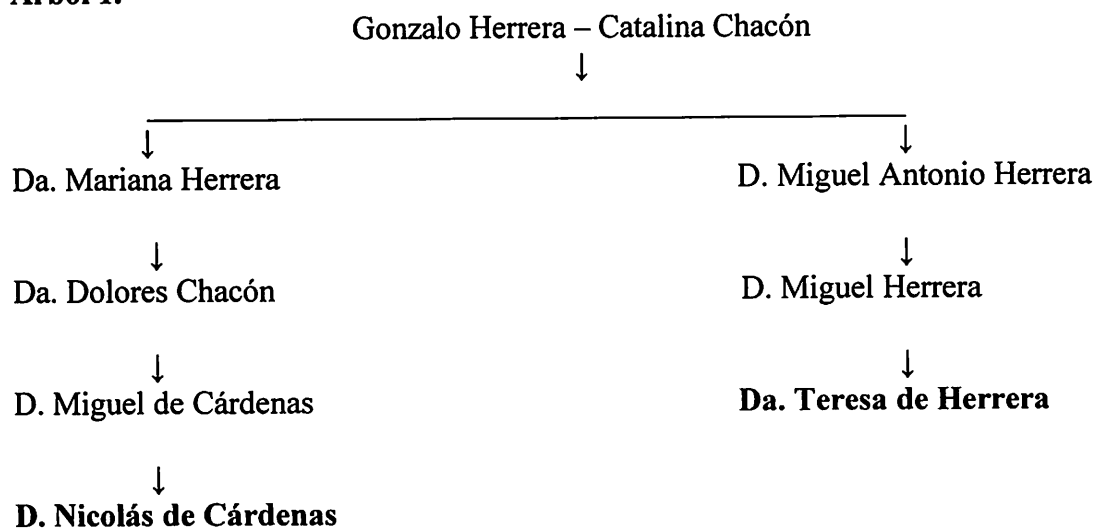 Árbol 1.
Gonzalo Herrera – Catalina Chacón
↓
↓ ↓
Da. Mariana Herrera D. Miguel Antonio Herrera
↓ ↓
Da. Dolores Chacón D. Miguel Herrera
↓ ↓
D. Miguel de Cárdenas Da. Teresa de Herrera
↓
D. Nicolás de Cárdenas